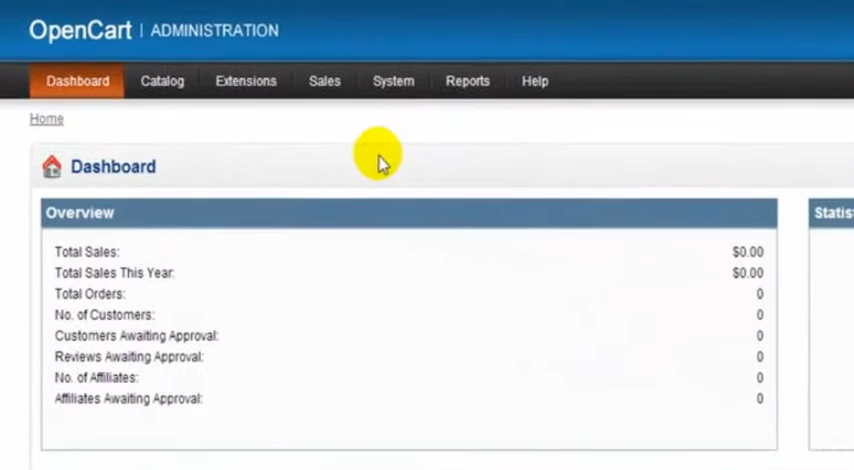 OpenCart | ADMINISTRATION
Dashboard Catalog Extensions Sales System Reports Help
Home
Dashboard
Overview
Total Sales: $0.00
Total Sales This Year: $0.00
Total Orders: 0
No. of Customers: 0
Customers Awaiting Approval: 0
Reviews Awaiting Approval: 0
No. of Affiliates: 0
Affiliates Awaiting Approval: 0